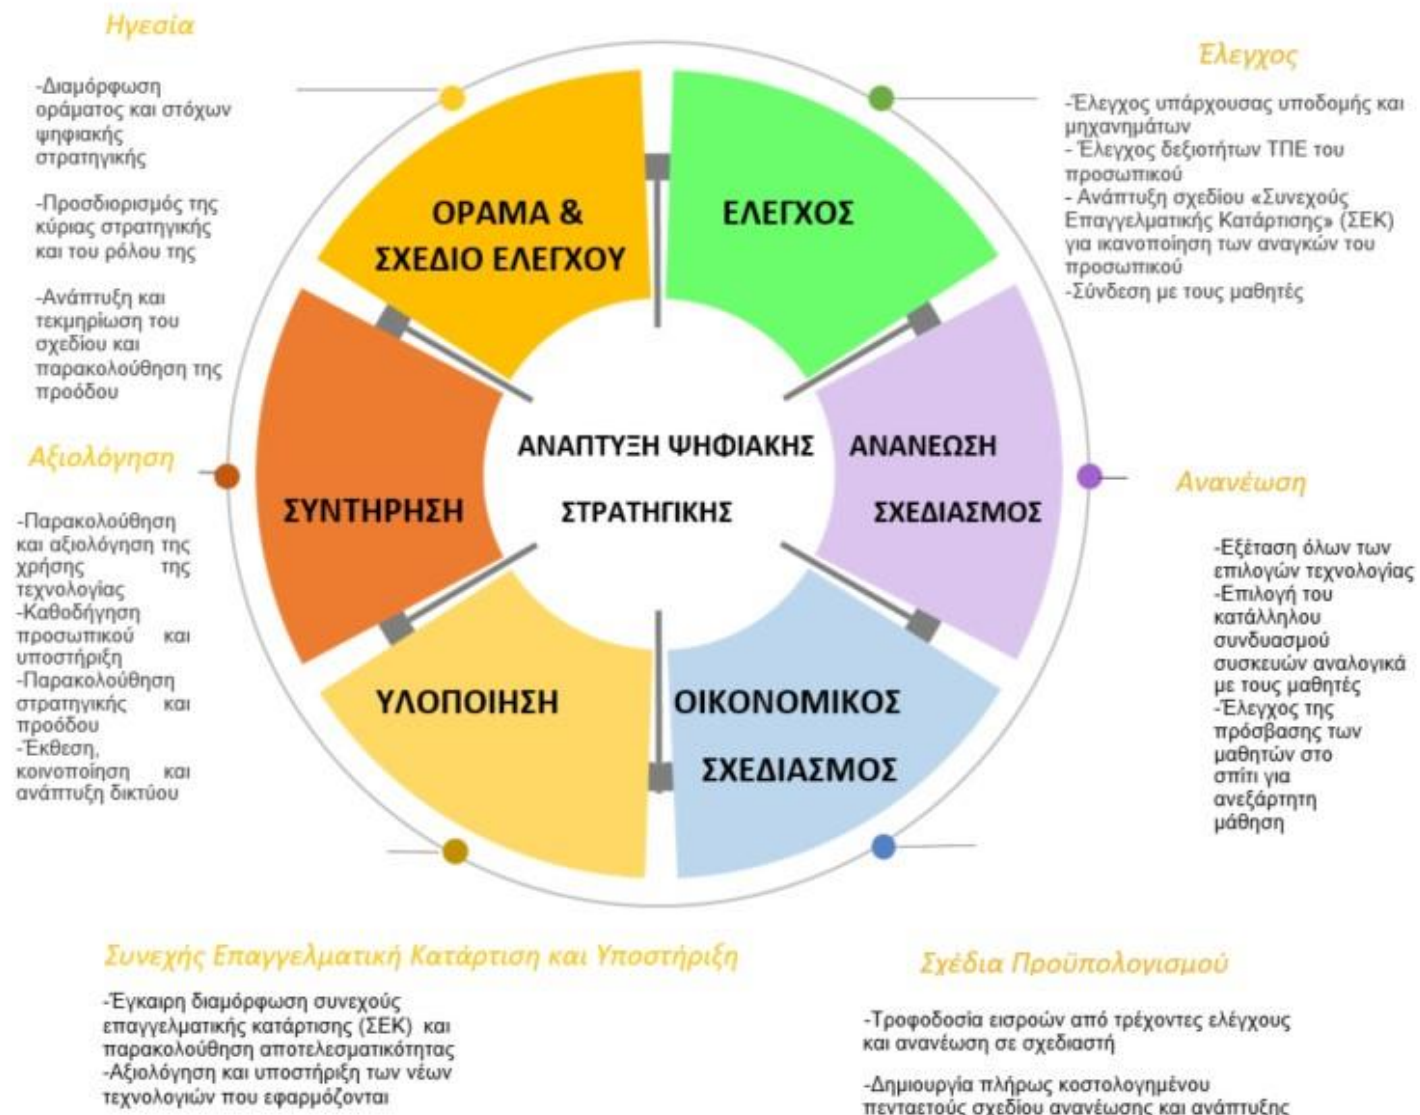 Ηγεσία
-Διαμόρφωση
οράματος και στόχων
ψηφιακής
στρατηγικής
-Προσδιορισμός της
κύριας στρατηγικής
και του ρόλου της
-Ανάπτυξη και
τεκμηρίωση του
σχεδίου και
παρακολούθηση της
προόδου
Έλεγχος
-Έλεγχος υπάρχουσας υποδομής και
μηχανημάτων
- Έλεγχος δεξιοτήτων ΤΠΕ του
προσωπικού
- Ανάπτυξη σχεδίου «Συνεχούς
Επαγγελματικής Κατάρτισης» (ΣΕΚ)
για ικανοποίηση των αναγκών του
προσωπικού
-Σύνδεση με τους μαθητές
ΟΡΑΜΑ &
ΣΧΕΔΙΟ ΕΛΕΓΧΟΥ
ΕΛΕΓΧΟΣ
ΑΝΑΝΕΩΣΗ
ΣΧΕΔΙΑΣΜΟΣ
ΟΙΚΟΝΟΜΙΚΟΣ
ΣΧΕΔΙΑΣΜΟΣ
ΥΛΟΠΟΙΗΣΗ
ΣΥΝΤΗΡΗΣΗ
ΑΝΑΠΤΥΞΗ ΨΗΦΙΑΚΗΣ
ΣΤΡΑΤΗΓΙΚΗΣ
Αξιολόγηση
-Παρακολούθηση
και αξιολόγηση της
χρήσης της
τεχνολογίας
-Καθοδήγηση
προσωπικού και
υποστήριξη
-Παρακολούθηση
στρατηγικής και
προόδου
-Έκθεση,
κοινοποίηση και
ανάπτυξη δικτύου
Ανανέωση
-Εξέταση όλων των
επιλογών τεχνολογίας
-Επιλογή του
κατάλληλου
συνδυασμού
συσκευών αναλογικά
με τους μαθητές
-Έλεγχος της
πρόσβασης των
μαθητών στο
σπίτι για
ανεξάρτητη
μάθηση
Συνεχής Επαγγελματική Κατάρτιση και Υποστήριξη
-Έγκαιρη διαμόρφωση συνεχούς
επαγγελματικής κατάρτισης (ΣΕΚ) και
παρακολούθηση αποτελεσματικότητας
-Αξιολόγηση και υποστήριξη των νέων
τεχνολογιών που εφαρμόζονται
Σχέδια Προϋπολογισμού
-Τροφοδοσία εισροών από τρέχοντες ελέγχους
και ανανέωση σε σχεδιαστή
-Δημιουργία πλήρως κοστολογημένου
πενταετούς σχεδίου ανανέωσης και ανάπτυξης